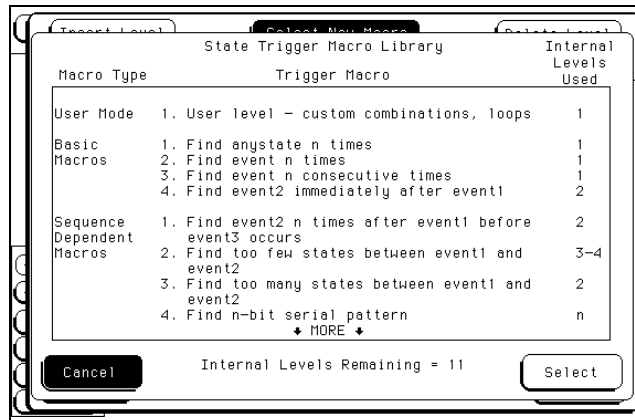 Insert Level Select New Macro Delete Level
State Trigger Macro Library Internal
Levels
Macro Type Trigger Macro Used
User Mode 1. User level – custom combinations, loops 1
Basic 1. Find anystate n times 1
Macros 2. Find event n times 1
3. Find event n consecutive times 1
4. Find event2 immediately after event1 2
Sequence 1. Find event2 n times after event1 before 2
Dependent event3 occurs
Macros 2. Find too few states between event1 and 3–4
event2
3. Find too many states between event1 and 2
event2
4. Find n-bit serial pattern n
↓ MORE ↓
Cancel Internal Levels Remaining = 11 Select